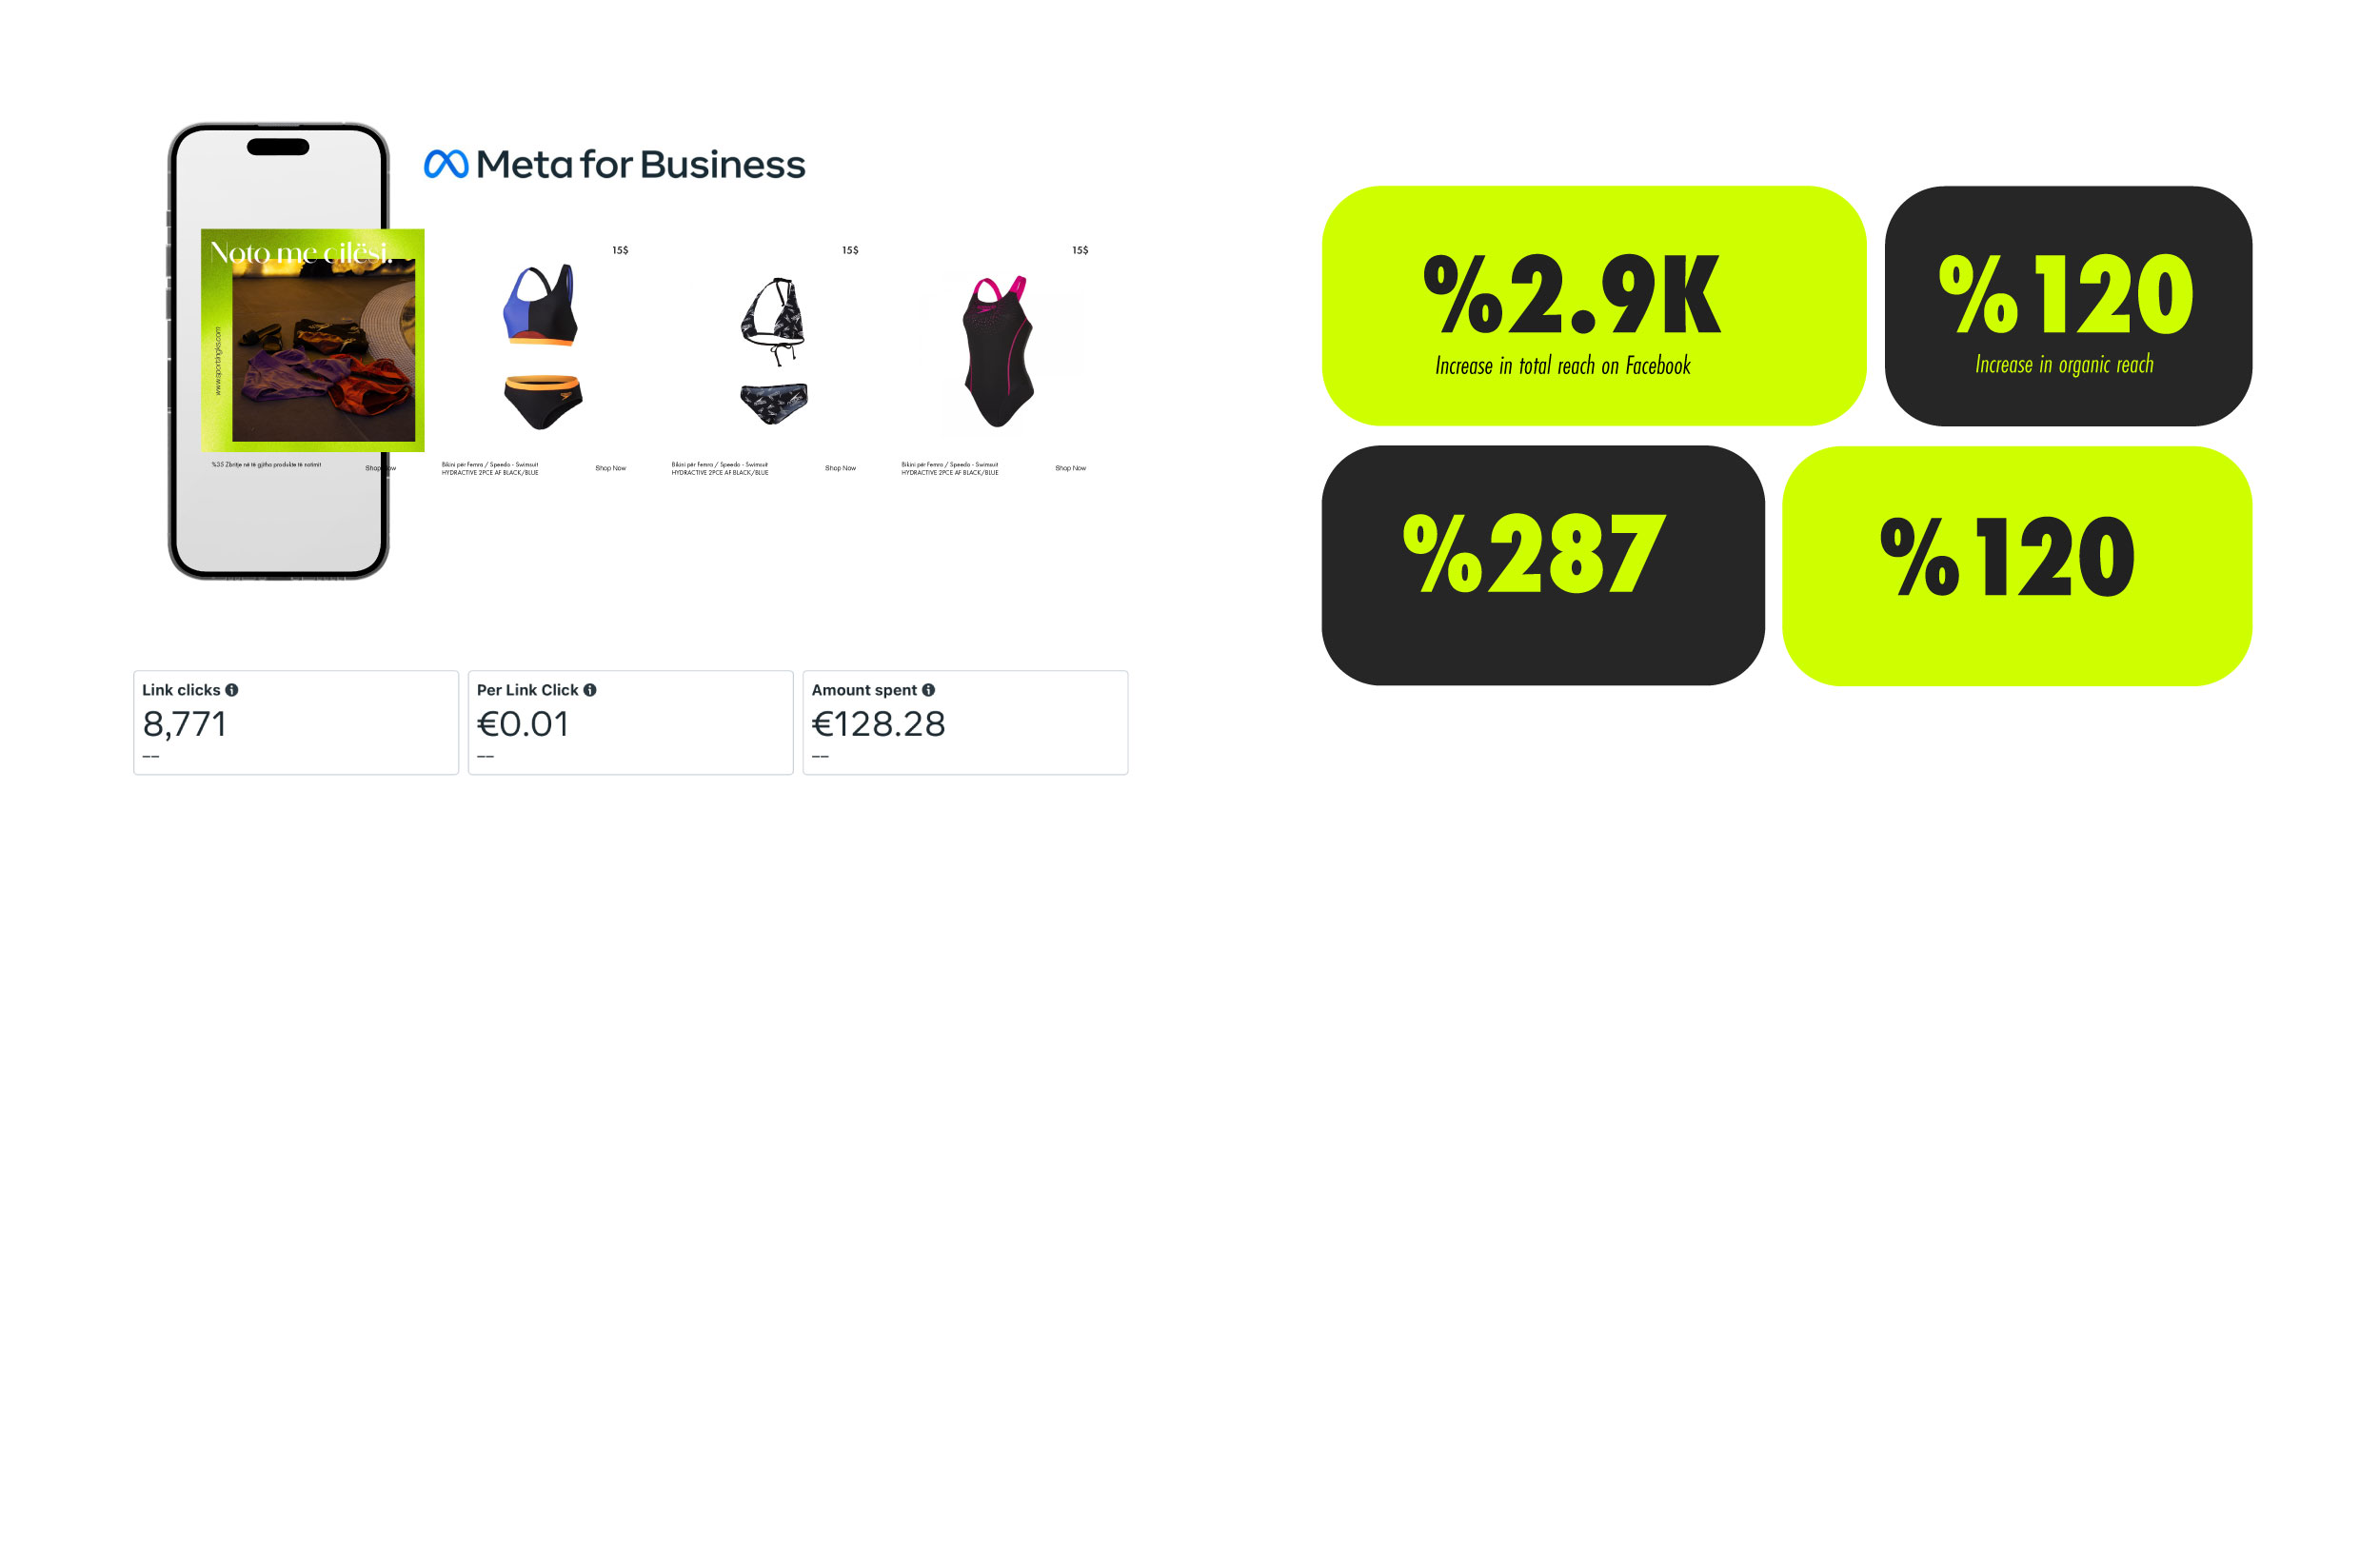 Meta for Business
Noto me cilësi.
www.sportingks.com
%35 Zbritje në të gjitha produkte të notimit
Shop Now
15$
Bikini për femra / Speedo - Swimsuit
HYDRACTIVE 2PCE AF BLACK/BLUE
Shop Now
15$
Bikini për femra / Speedo - Swimsuit
HYDRACTIVE 2PCE AF BLACK/BLUE
Shop Now
15$
Bikini për femra / Speedo - Swimsuit
HYDRACTIVE 2PCE AF BLACK/BLUE
Shop Now
Link clicks
8,771
—
Per Link Click
€0.01
—
Amount spent
€128.28
—
%2.9K
Increase in total reach on Facebook
%120
Increase in organic reach
%287
%120